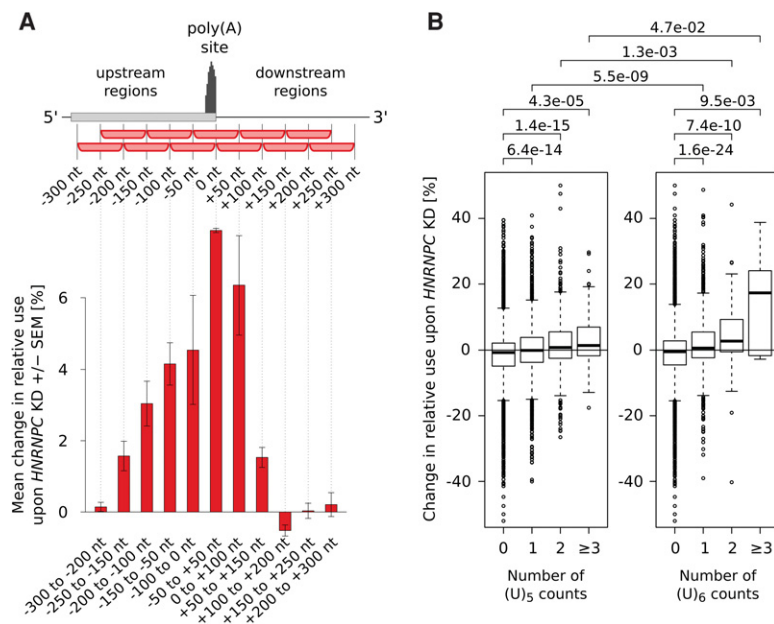 A
poly(A)
site
upstream
regions
downstream
regions
5'
3'
-300 nt
-250 nt
-200 nt
-150 nt
-100 nt
-50 nt
0 nt
+50 nt
+100 nt
+150 nt
+200 nt
+250 nt
+300 nt
Mean change in relative use
upon HNRNPC KD +/− SEM [%]
6
4
2
0
-300 to -200 nt
-250 to -150 nt
-200 to -100 nt
-150 to -50 nt
-100 to 0 nt
-50 to +50 nt
0 to +100 nt
+50 to +150 nt
+100 to +200 nt
+150 to +250 nt
+200 to +300 nt
B
4.7e-02
1.3e-03
5.5e-09
4.3e-05
1.4e-15
6.4e-14
9.5e-03
7.4e-10
1.6e-24
Change in relative use upon HNRNPC KD [%]
40
20
0
-20
-40
0 1 2 ≥3
Number of
(U)5 counts
40
20
0
-20
-40
0 1 2 ≥3
Number of
(U)6 counts